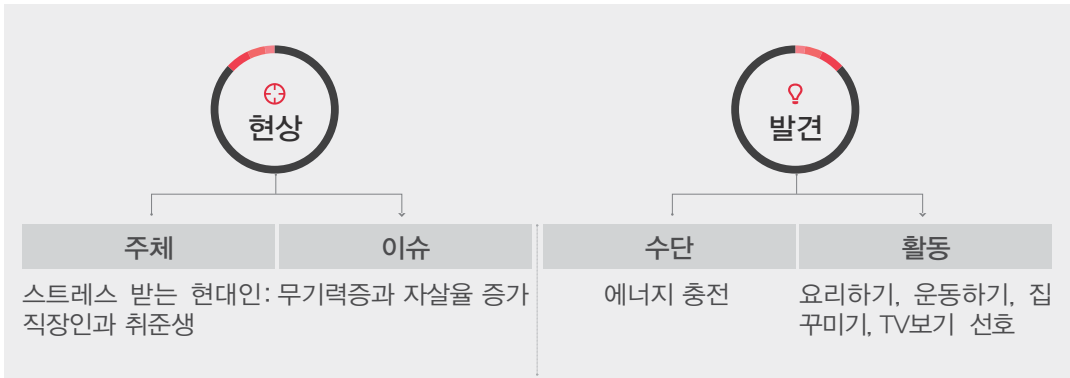 현상
주체
이슈
스트레스 받는 현대인:
직장인과 취준생
무기력증과 자살율 증가
발견
수단
활동
에너지 충전
요리하기, 운동하기, 집
꾸미기, TV보기 선호